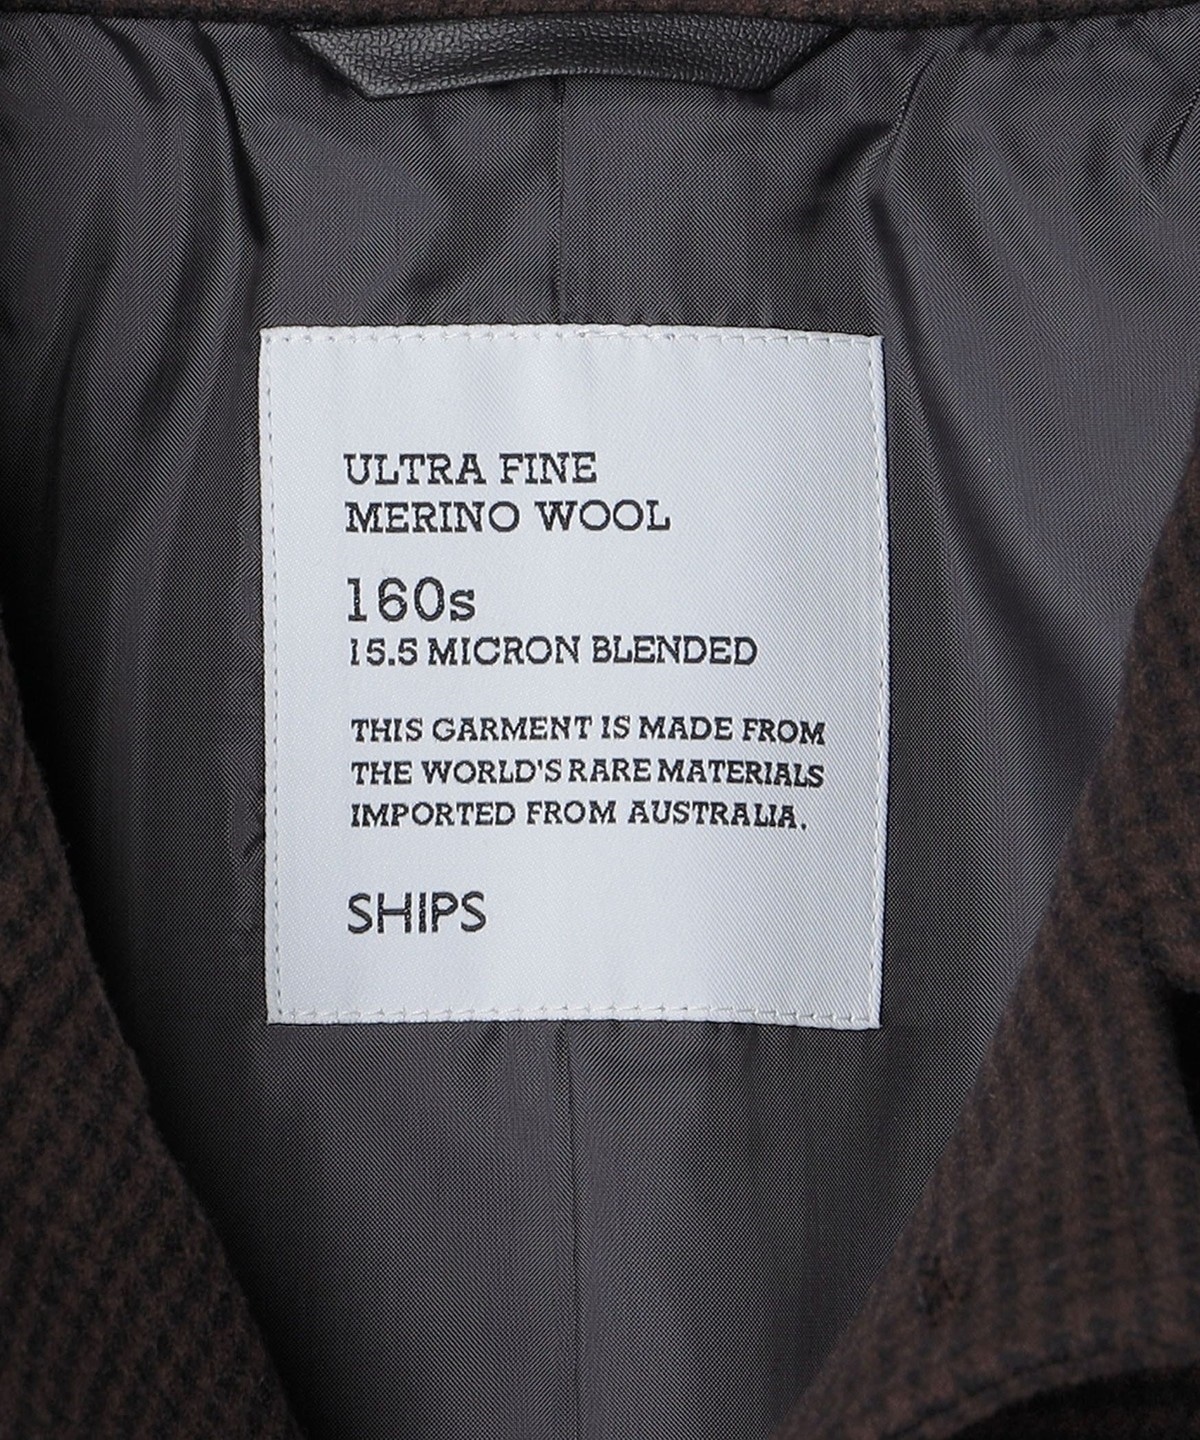 ULTRA FINE
MERINO WOOL
160s
15.5 MICRON BLENDED
THIS GARMENT IS MADE FROM
THE WORLD'S RARE MATERIALS
IMPORTED FROM AUSTRALIA.
SHIPS